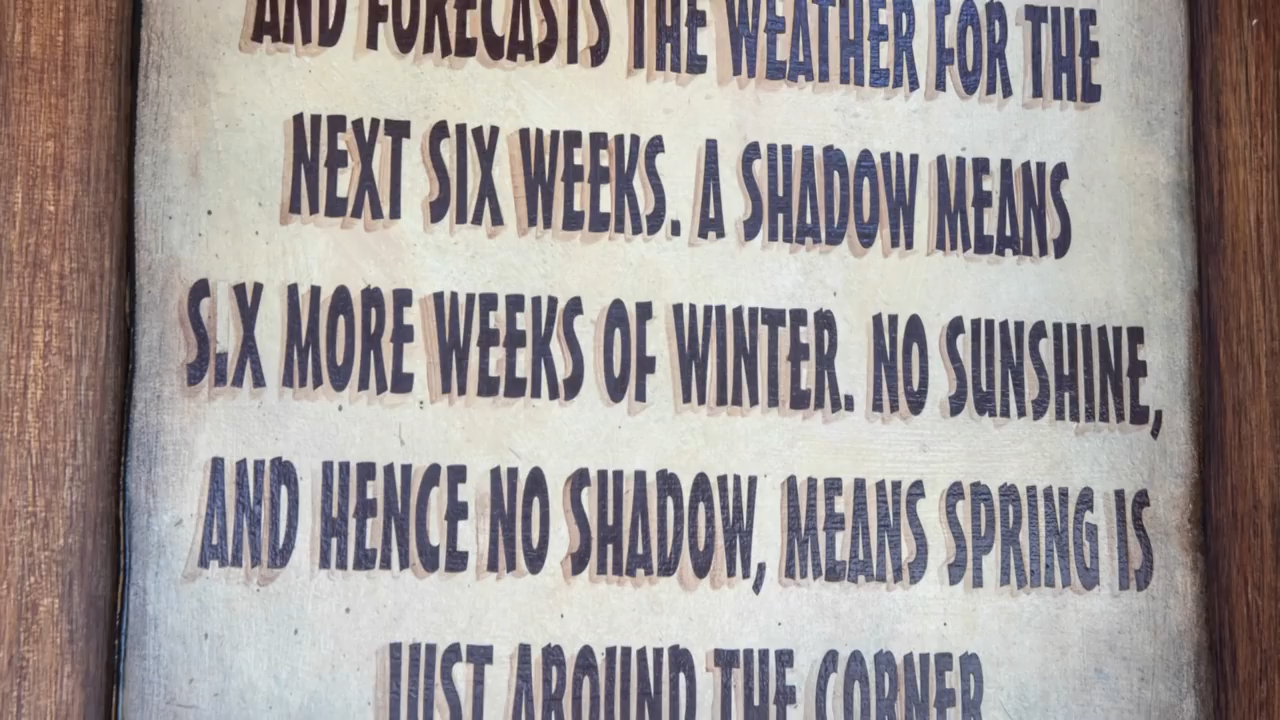 AND FORECASTS THE WEATHER FOR THE
NEXT SIX WEEKS. A SHADOW MEANS
SIX MORE WEEKS OF WINTER. NO SUNSHINE,
AND HENCE NO SHADOW, MEANS SPRING IS
JUST AROUND THE CORNER